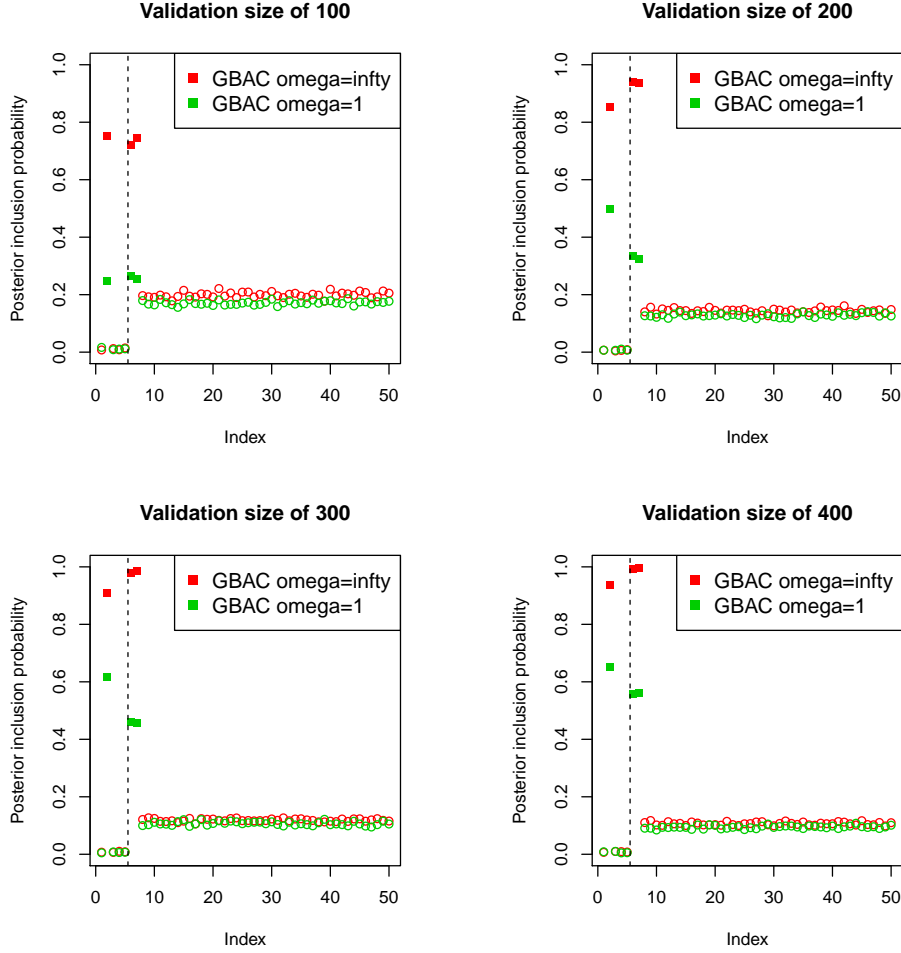 Validation size of 100
GBAC omega=infty
GBAC omega=1
Posterior inclusion probability
1.0
0.8
0.6
0.4
0.2
0.0
0 10 20 30 40 50
Index
Validation size of 200
GBAC omega=infty
GBAC omega=1
Posterior inclusion probability
1.0
0.8
0.6
0.4
0.2
0.0
0 10 20 30 40 50
Index
Validation size of 300
GBAC omega=infty
GBAC omega=1
Posterior inclusion probability
1.0
0.8
0.6
0.4
0.2
0.0
0 10 20 30 40 50
Index
Validation size of 400
GBAC omega=infty
GBAC omega=1
Posterior inclusion probability
1.0
0.8
0.6
0.4
0.2
0.0
0 10 20 30 40 50
Index